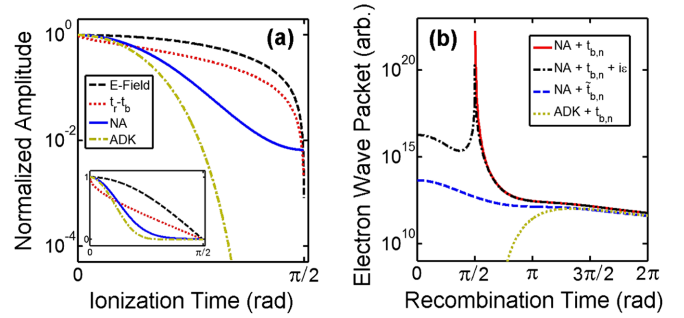 (a)
Normalized Amplitude
10^0
10^-2
10^-4
E-Field
t_r-t_b
NA
ADK
1
0
0
π/2
0
π/2
Ionization Time (rad)
(b)
Electron Wave Packet (arb.)
10^20
10^15
10^10
NA + t_b,n
NA + t_b,n + iε
NA + t̃_b,n
ADK + t_b,n
0
π/2
π
3π/2
2π
Recombination Time (rad)